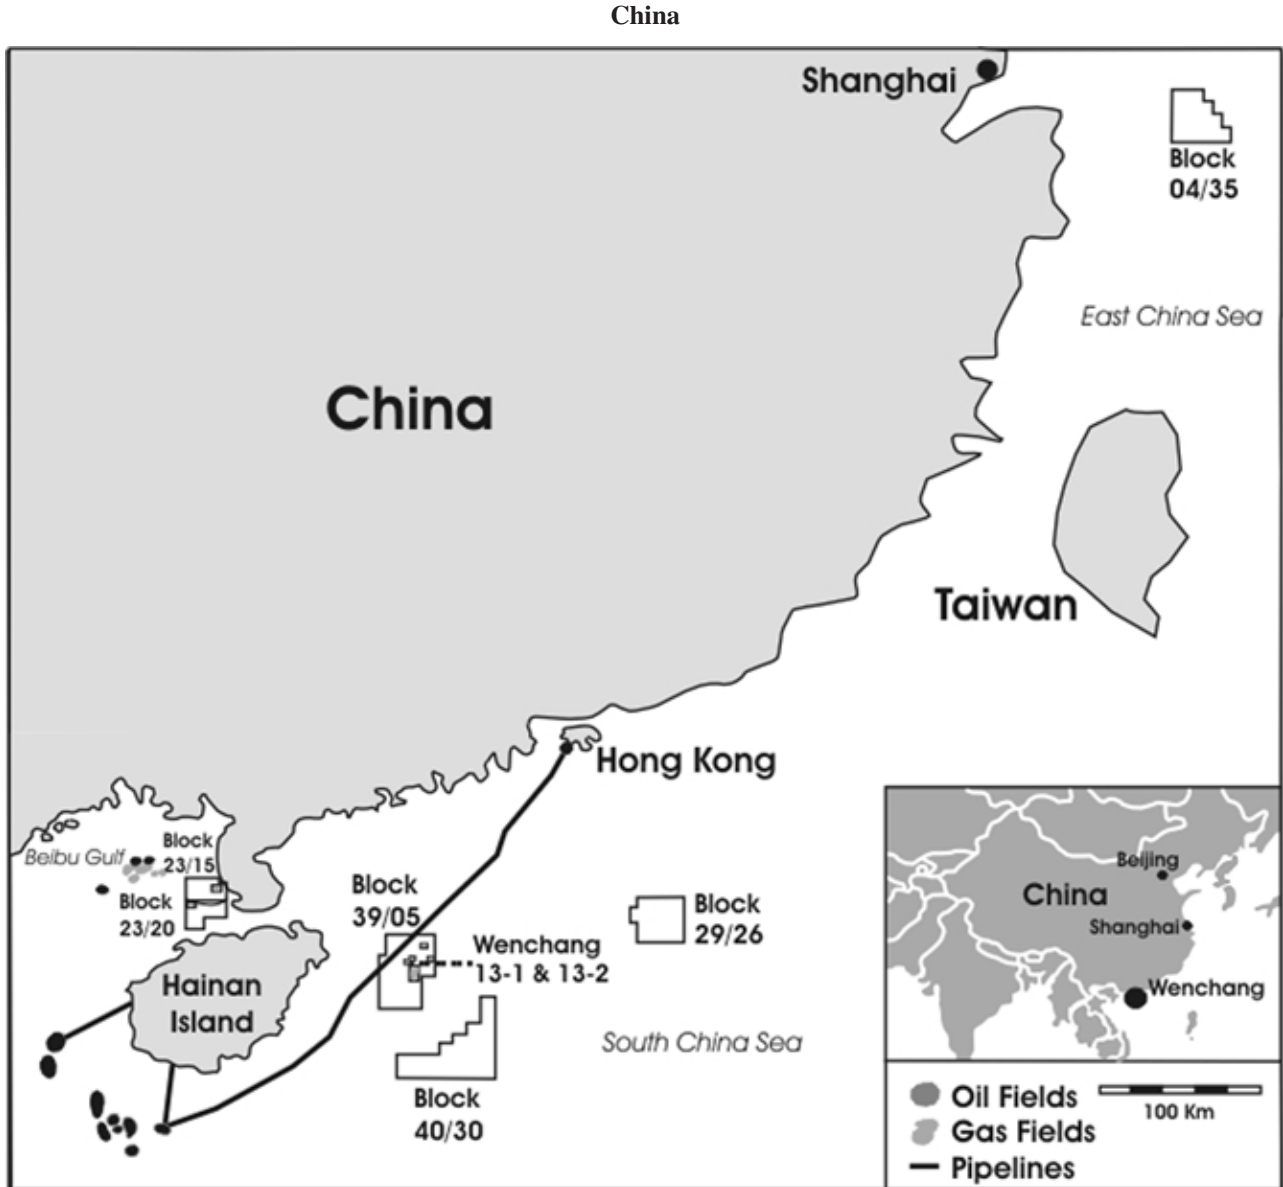 China
Shanghai
Block
04/35
East China Sea
China
Taiwan
Hong Kong
Beibu Gulf
Block
23/15
Block
23/20
Block
39/05
Block
29/26
Wenchang
13-1 & 13-2
Hainan
Island
South China Sea
Block
40/30
Beijing
China
Shanghai
Wenchang
Oil Fields
100 Km
Gas Fields
Pipelines